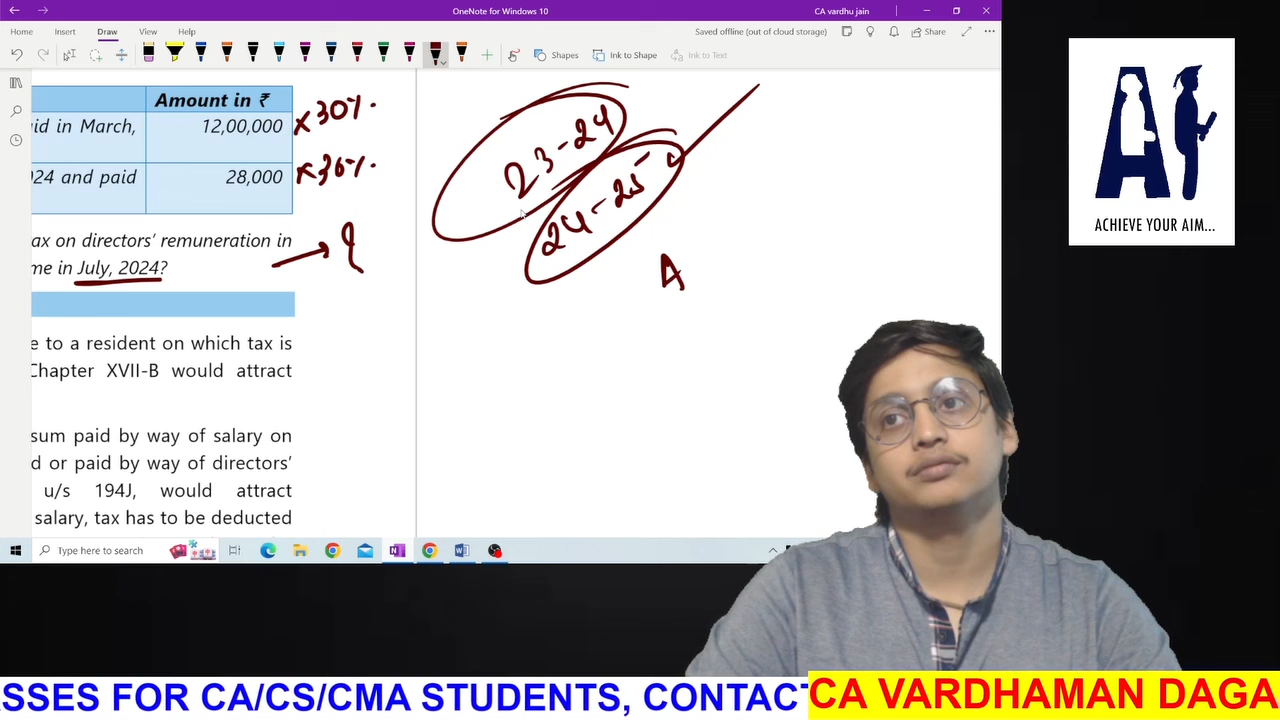 OneNote for Windows 10
CA vardhu jain
Home Insert Draw View Help
Saved offline (out of cloud storage)
Share
Shapes
Ink to Shape
Ink to Text
Amount in ₹
id in March, 12,00,000 x 30%.
024 and paid 28,000 x 30%.
ax on directors' remuneration in
me in July, 2024?
e to a resident on which tax is
Chapter XVII-B would attract
sum paid by way of salary on
d or paid by way of directors'
u/s 194J, would attract
salary, tax has to be deducted
23-24
24-25
A
Type here to search
ACHIEVE YOUR AIM...
ASSES FOR CA/CS/CMA STUDENTS, CONTACT
CA VARDHAMAN DAGA